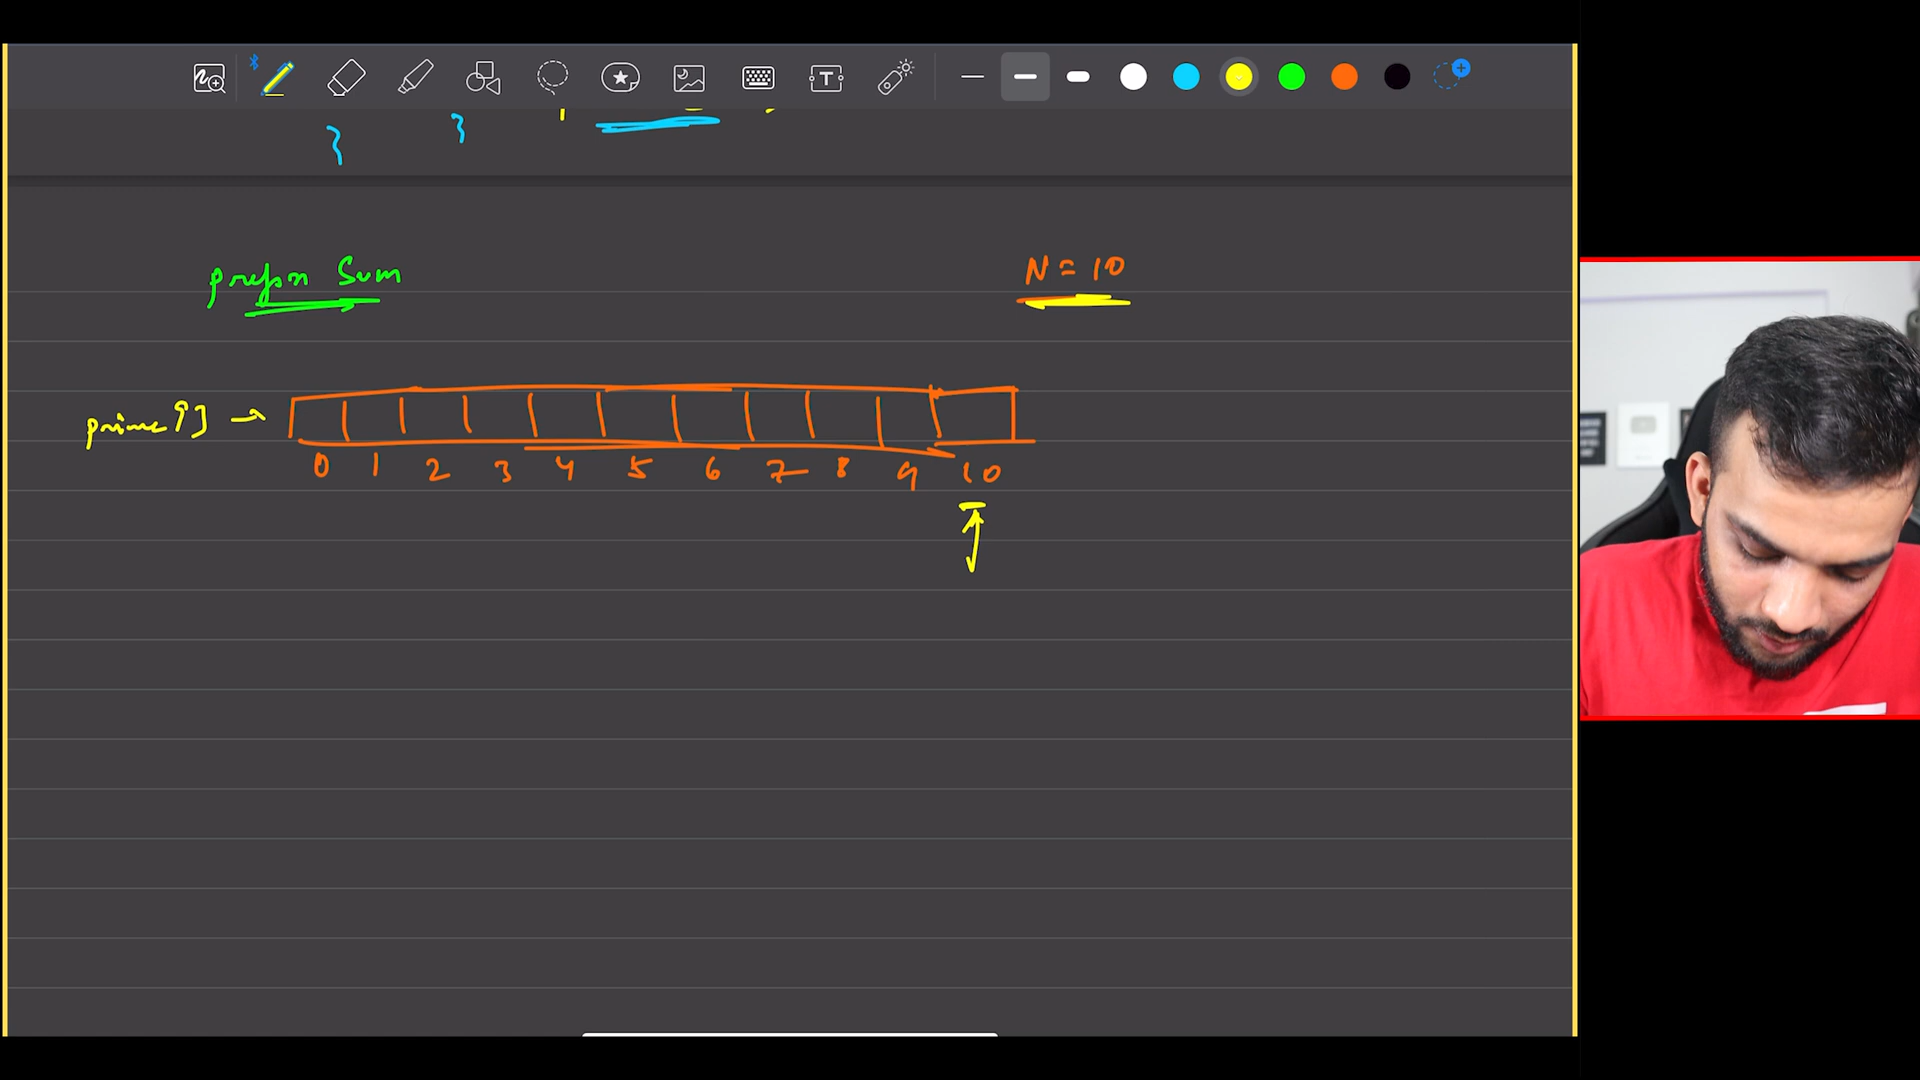 }
}
prefix Sum
N = 10
prime[] →
0 1 2 3 4 5 6 7 8 9 10